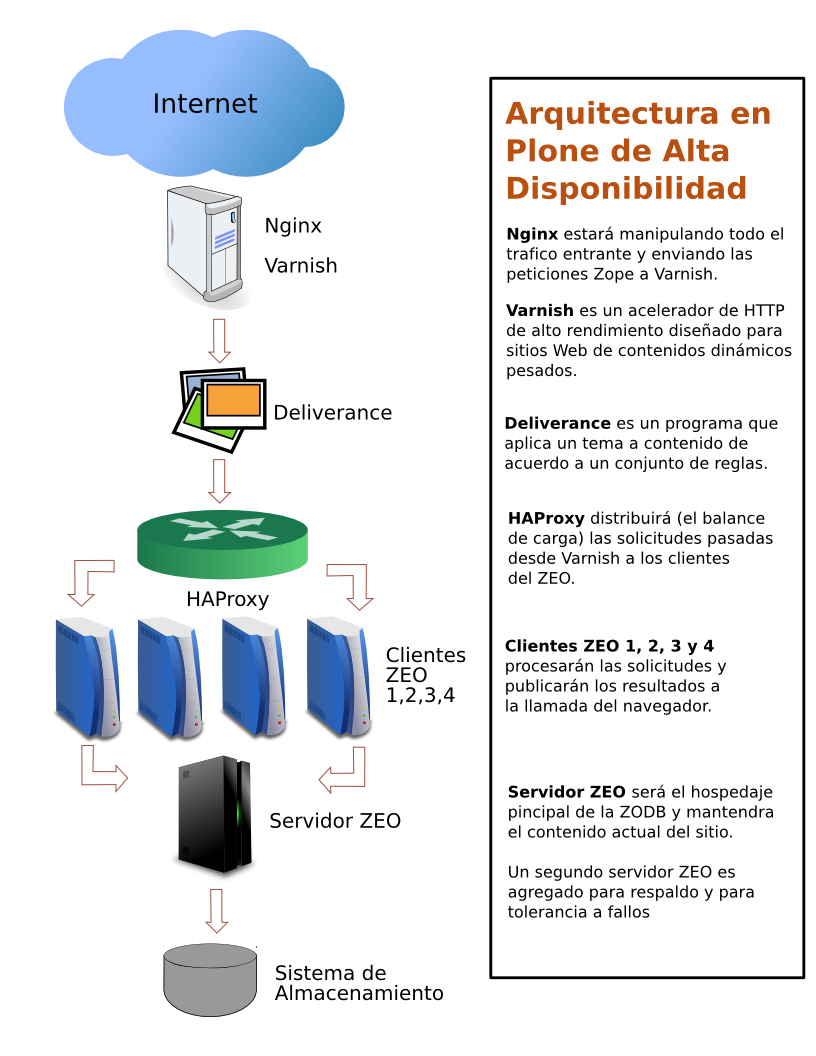 Internet
Nginx
Varnish
Deliverance
HAProxy
Clientes
ZEO
1,2,3,4
Servidor ZEO
Sistema de
Almacenamiento
Arquitectura en
Plone de Alta
Disponibilidad
Nginx estará manipulando todo el
trafico entrante y enviando las
peticiones Zope a Varnish.
Varnish es un acelerador de HTTP
de alto rendimiento diseñado para
sitios Web de contenidos dinámicos
pesados.
Deliverance es un programa que
aplica un tema a contenido de
acuerdo a un conjunto de reglas.
HAProxy distribuirá (el balance
de carga) las solicitudes pasadas
desde Varnish a los clientes
del ZEO.
Clientes ZEO 1, 2, 3 y 4
procesarán las solicitudes y
publicarán los resultados a
la llamada del navegador.
Servidor ZEO será el hospedaje
pincipal de la ZODB y mantendra
el contenido actual del sitio.
Un segundo servidor ZEO es
agregado para respaldo y para
tolerancia a fallos